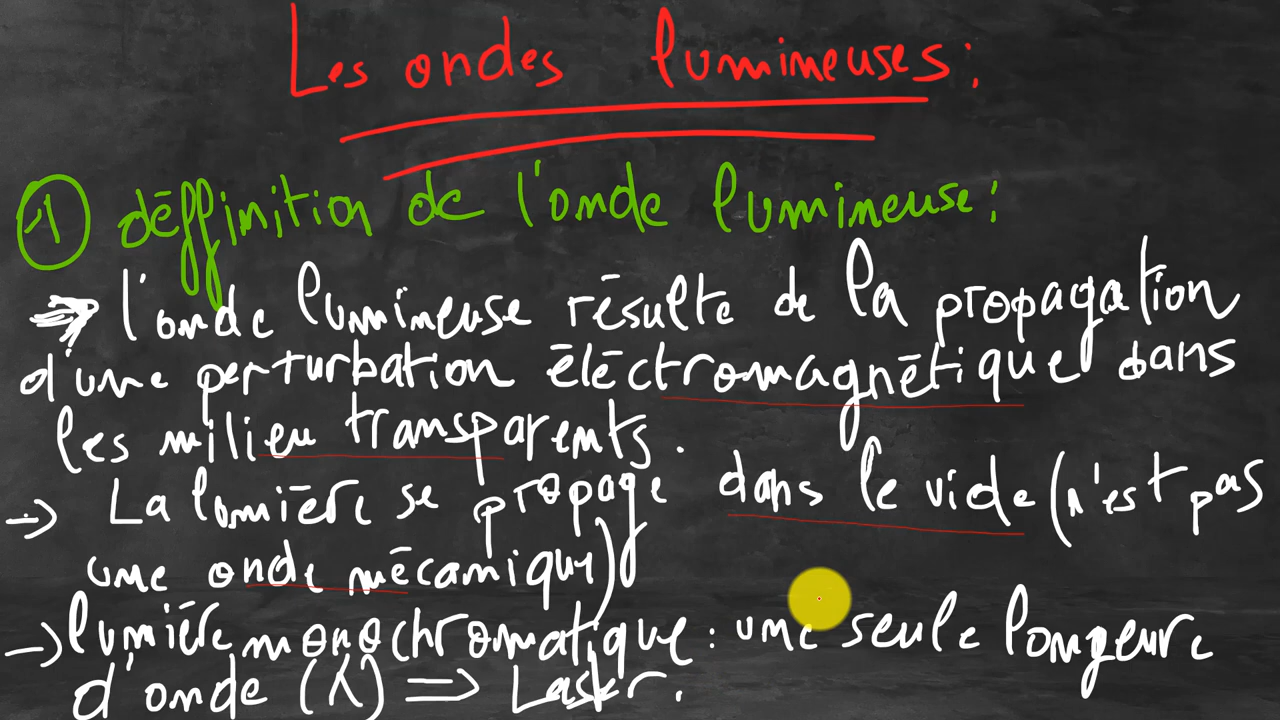 Les ondes lumineuses:
1 déffinition de l'onde lumineuse:
→ l'onde lumineuse résulte de la propagation
d'une perturbation électromagnétique dans
les milieu transparents.
→ La lumière se propage dans le vide (n'est pas
une onde mécanique)
→ lumière monochromatique: une seule longeure
d'onde (λ) ⇒ Laser.